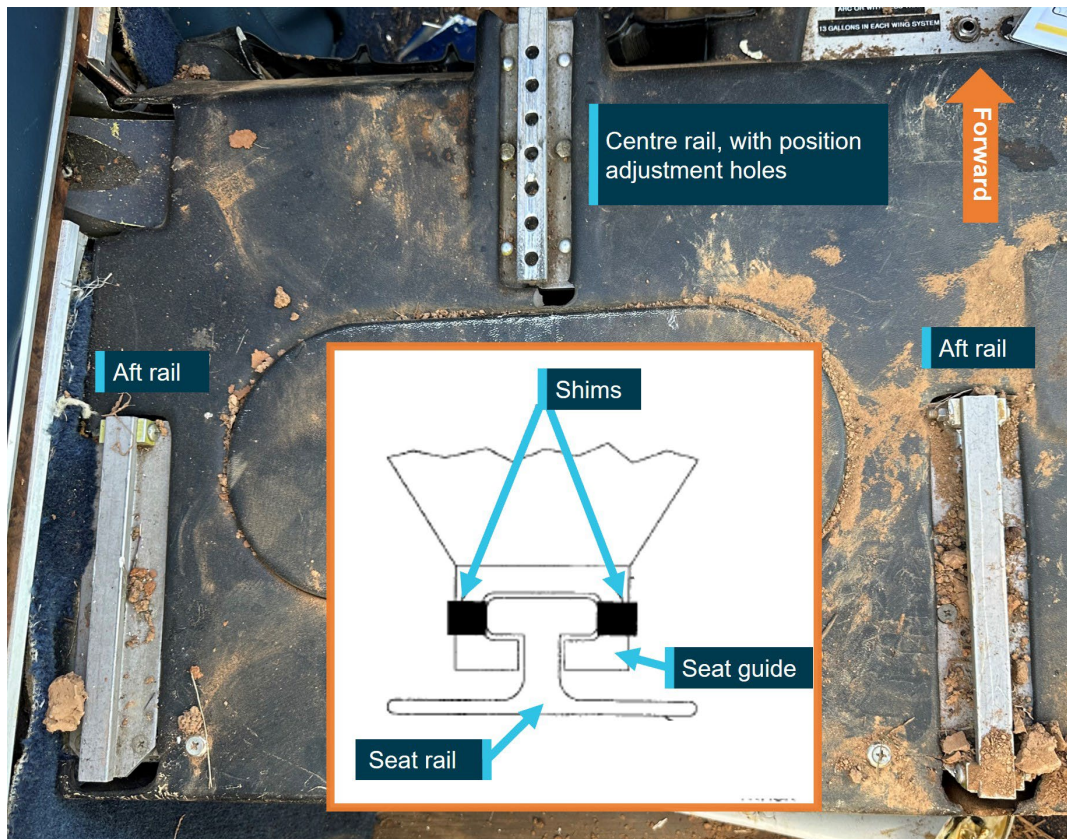 13 GALLONS IN EACH WING SYSTEM
Centre rail, with position
adjustment holes
Forward
Aft rail
Aft rail
Shims
Seat guide
Seat rail